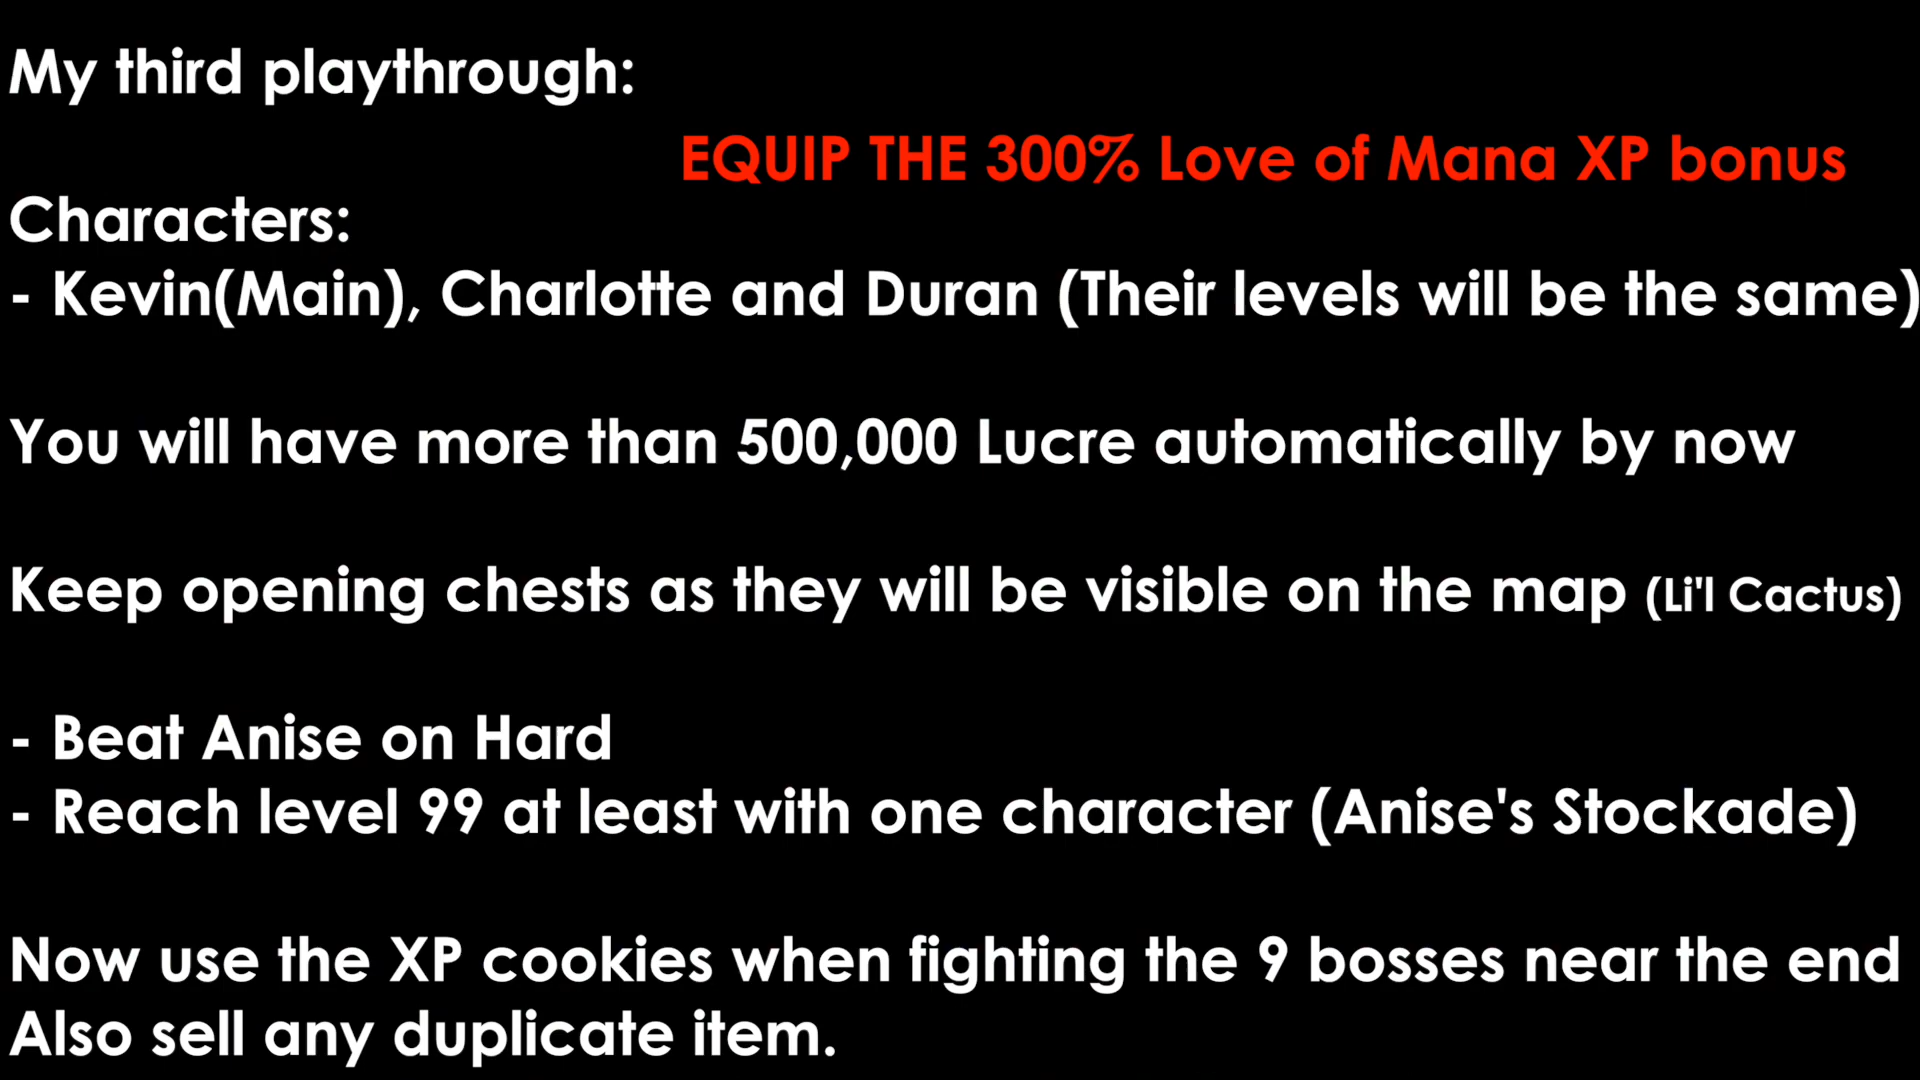 My third playthrough:
EQUIP THE 300% Love of Mana XP bonus
Characters:
- Kevin(Main), Charlotte and Duran (Their levels will be the same)
You will have more than 500,000 Lucre automatically by now
Keep opening chests as they will be visible on the map (Li'l Cactus)
- Beat Anise on Hard
- Reach level 99 at least with one character (Anise's Stockade)
Now use the XP cookies when fighting the 9 bosses near the end
Also sell any duplicate item.